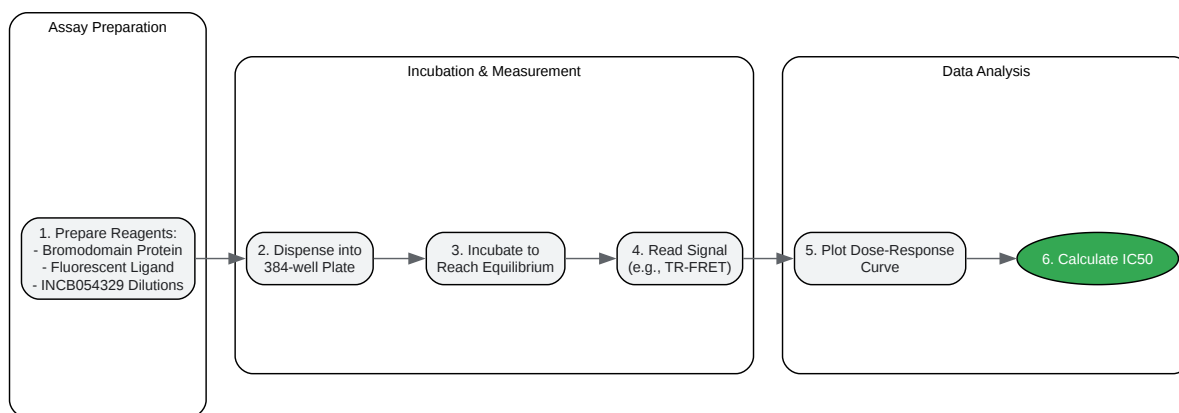 Assay Preparation
1. Prepare Reagents:
- Bromodomain Protein
- Fluorescent Ligand
- INCB054329 Dilutions
Incubation & Measurement
2. Dispense into
384-well Plate
3. Incubate to
Reach Equilibrium
4. Read Signal
(e.g., TR-FRET)
Data Analysis
5. Plot Dose-Response
Curve
6. Calculate IC50